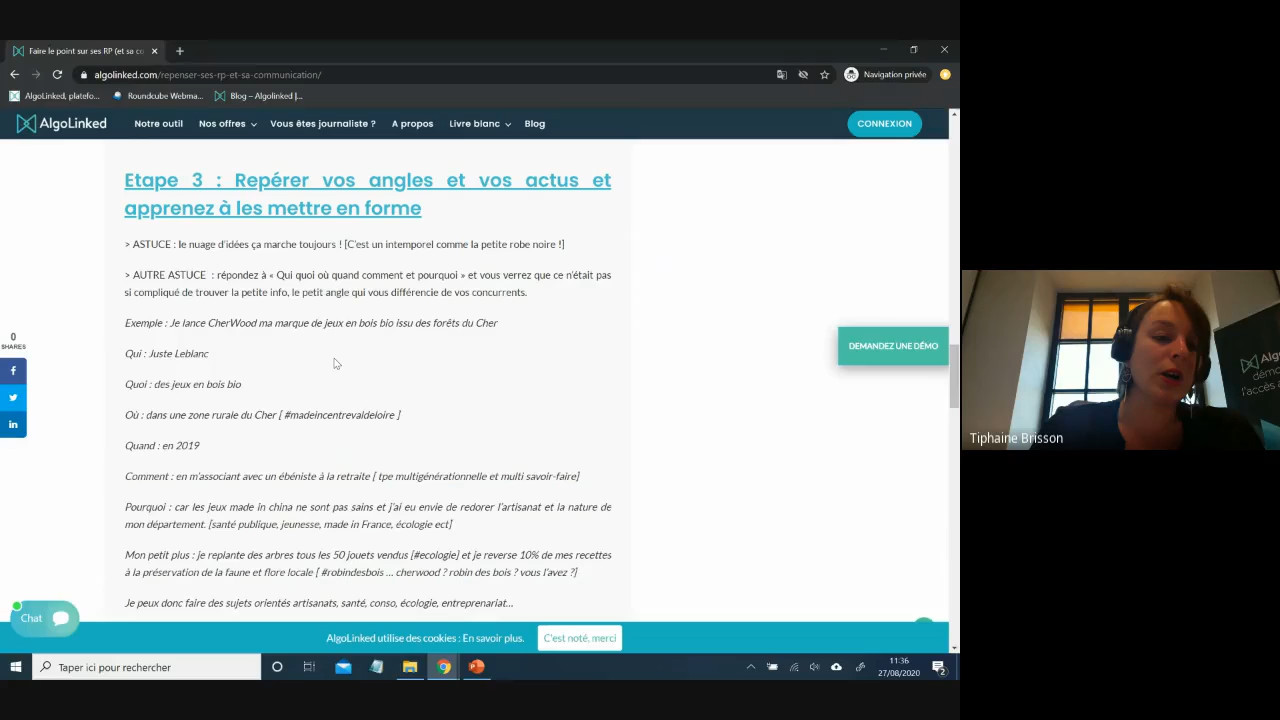 Faire le point sur ses RP (et sa co
algolinked.com/repenser-ses-rp-et-sa-communication/
Navigation privée
AlgoLinked, platefo...
Roundcube Webma...
Blog – Algolinked |...
AlgoLinked
Notre outil
Nos offres
Vous êtes journaliste ?
A propos
Livre blanc
Blog
CONNEXION
Etape 3 : Repérer vos angles et vos actus et
apprenez à les mettre en forme
> ASTUCE : le nuage d'idées ça marche toujours ! [C'est un intemporel comme la petite robe noire !]
> AUTRE ASTUCE : répondez à « Qui quoi où quand comment et pourquoi » et vous verrez que ce n'était pas
si compliqué de trouver la petite info, le petit angle qui vous différencie de vos concurrents.
Exemple : Je lance CherWood ma marque de jeux en bois bio issu des forêts du Cher
Qui : Juste Leblanc
Quoi : des jeux en bois bio
Où : dans une zone rurale du Cher [ #madeincentrevaldeloire ]
Quand : en 2019
Comment : en m'associant avec un ébéniste à la retraite [ tpe multigénérationnelle et multi savoir-faire]
Pourquoi : car les jeux made in china ne sont pas sains et j'ai eu envie de redorer l'artisanat et la nature de
mon département. [santé publique, jeunesse, made in France, écologie ect]
Mon petit plus : je replante des arbres tous les 50 jouets vendus [#ecologie] et je reverse 10% de mes recettes
à la préservation de la faune et flore locale [ #robindesbois ... cherwood ? robin des bois ? vous l'avez ?]
Je peux donc faire des sujets orientés artisanats, santé, conso, écologie, entreprenariat...
0
SHARES
DEMANDEZ UNE DÉMO
Chat
AlgoLinked utilise des cookies : En savoir plus.
C'est noté, merci
Taper ici pour rechercher
11:36
27/08/2020
2
Tiphaine Brisson